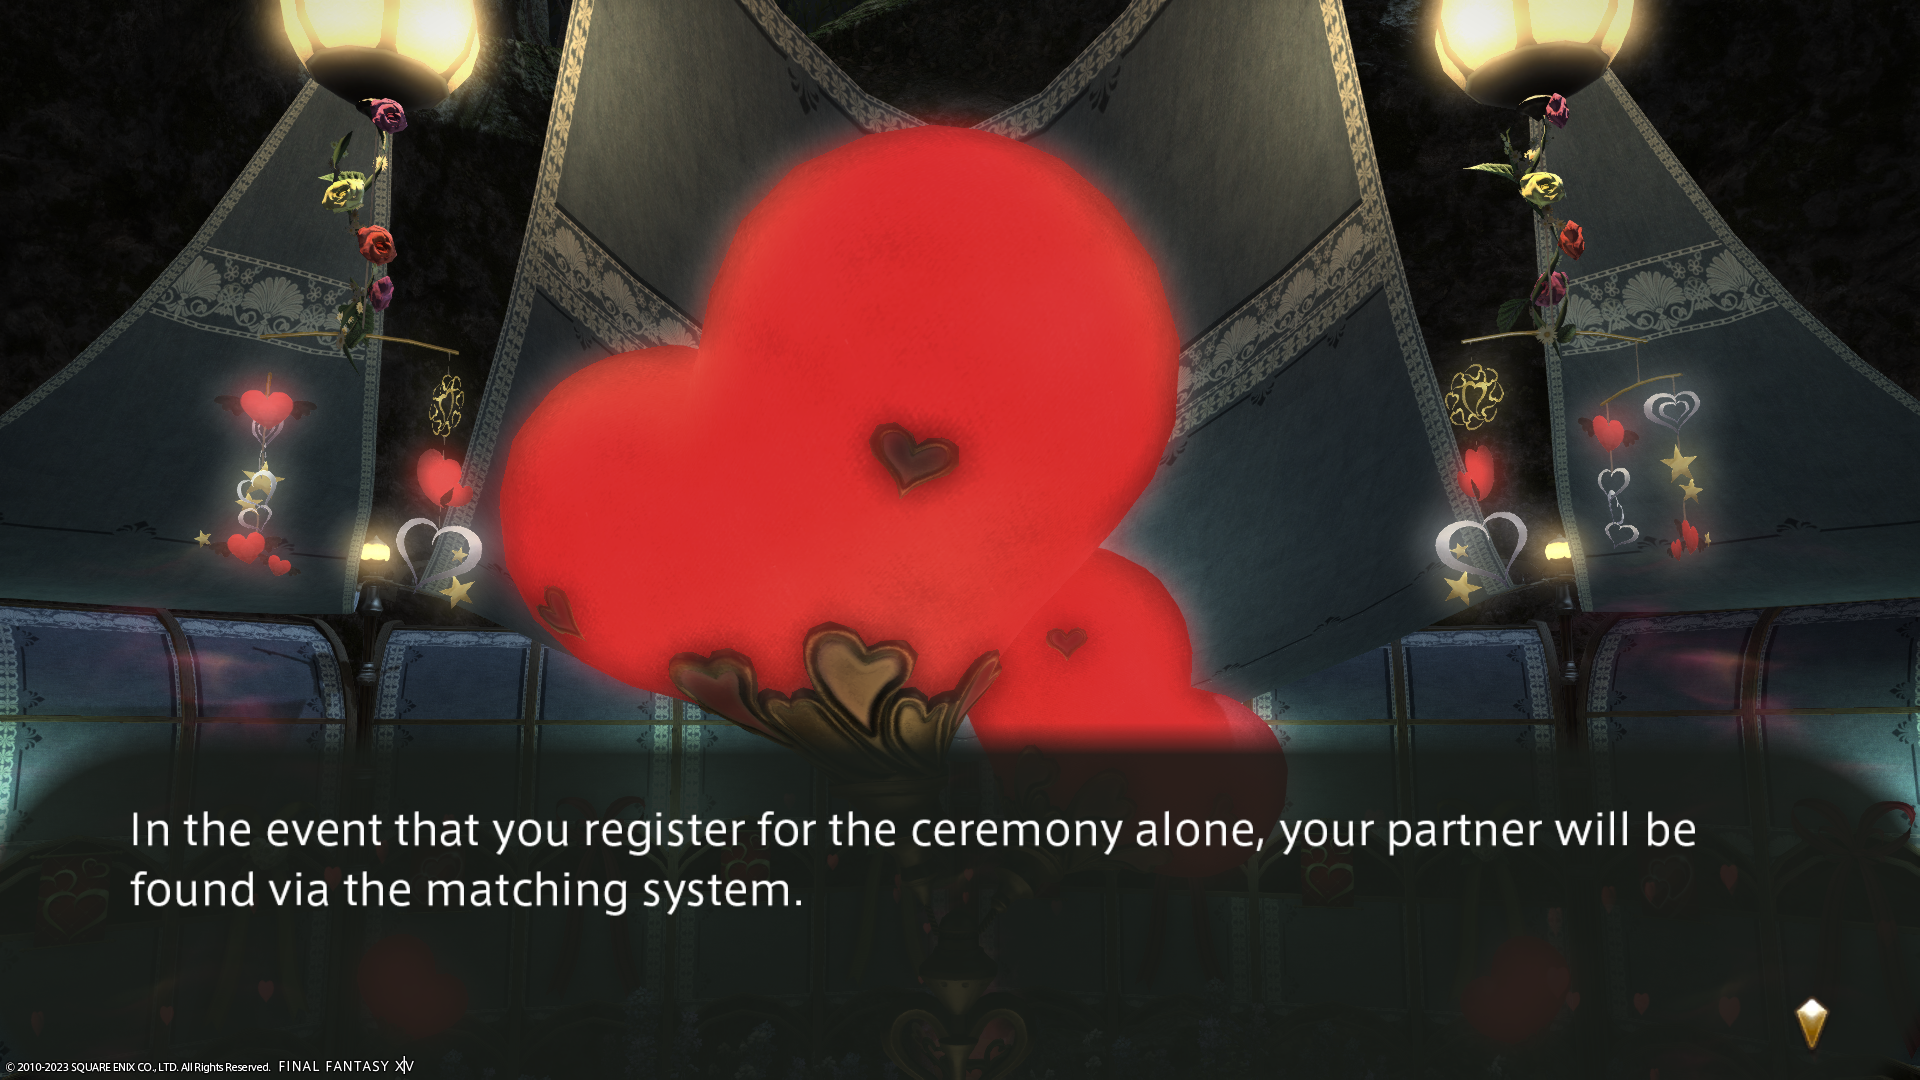 In the event that you register for the ceremony alone, your partner will be
found via the matching system.
© 2010-2023 SQUARE ENIX CO., LTD. All Rights Reserved. FINAL FANTASY XIV